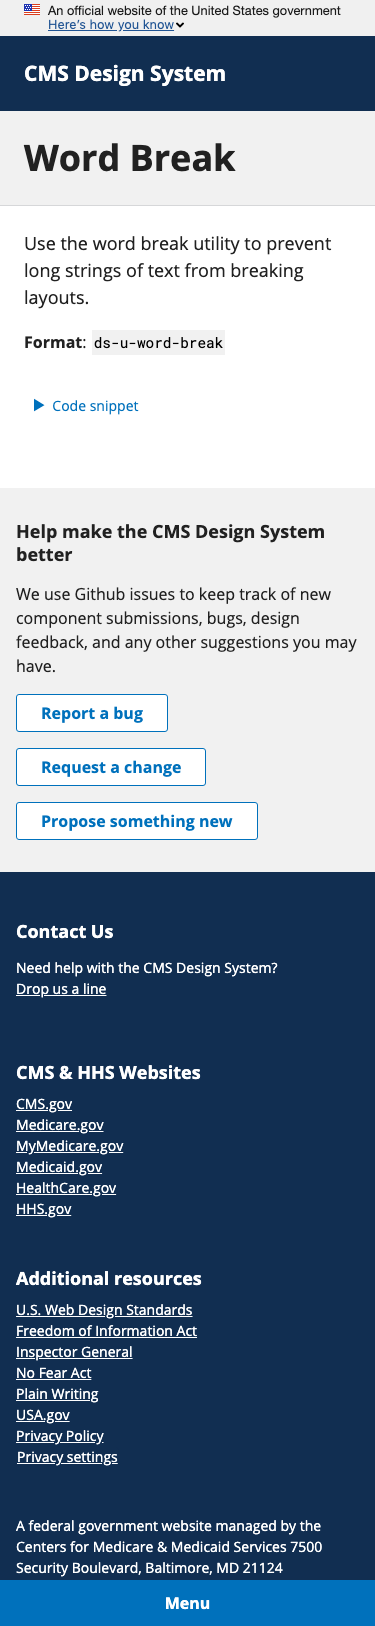 An official website of the United States government
Here's how you know
CMS Design System
Word Break
Use the word break utility to prevent
long strings of text from breaking
layouts.
Format: ds-u-word-break
Code snippet
Help make the CMS Design System
better
We use Github issues to keep track of new
component submissions, bugs, design
feedback, and any other suggestions you may
have.
Report a bug
Request a change
Propose something new
Contact Us
Need help with the CMS Design System?
Drop us a line
CMS & HHS Websites
CMS.gov
Medicare.gov
MyMedicare.gov
Medicaid.gov
HealthCare.gov
HHS.gov
Additional resources
U.S. Web Design Standards
Freedom of Information Act
Inspector General
No Fear Act
Plain Writing
USA.gov
Privacy Policy
Privacy settings
A federal government website managed by the
Centers for Medicare & Medicaid Services 7500
Security Boulevard, Baltimore, MD 21124
Menu